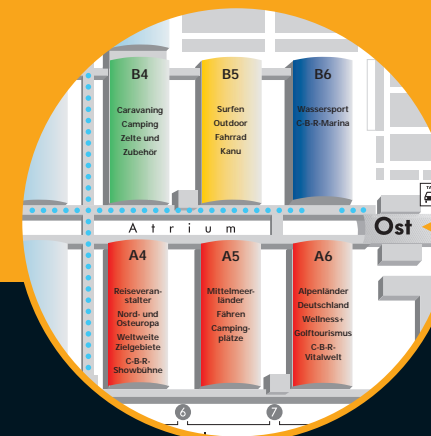 B4
Caravaning
Camping
Zelte und
Zubehör
B5
Surfen
Outdoor
Fahrrad
Kanu
B6
Wassersport
C-B-R-Marina
Atrium
Ost
A4
Reiseveran-
stalter
Nord- und
Osteuropa
Weltweite
Zielgebiete
C-B-R-
Showbühne
A5
Mittelmeer-
länder
Fähren
Camping-
plätze
A6
Alpenländer
Deutschland
Wellness+
Golftourismus
C-B-R-
Vitalwelt
6
7